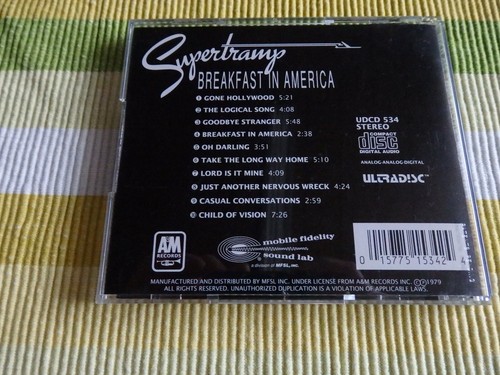 Supertramp
BREAKFAST IN AMERICA
1 GONE HOLLYWOOD 5:21
2 THE LOGICAL SONG 4:08
3 GOODBYE STRANGER 5:48
4 BREAKFAST IN AMERICA 2:38
5 OH DARLING 3:51
6 TAKE THE LONG WAY HOME 5:10
7 LORD IS IT MINE 4:09
8 JUST ANOTHER NERVOUS WRECK 4:24
9 CASUAL CONVERSATIONS 2:59
10 CHILD OF VISION 7:26
UDCD 534
STEREO
COMPACT
disc
DIGITAL AUDIO
ANALOG-ANALOG-DIGITAL
ULTRADISC™
A&M
RECORDS
mobile fidelity
sound lab
a division of MFSL, INC.
0 15775 15342 4
MANUFACTURED AND DISTRIBUTED BY MFSL INC. UNDER LICENSE FROM A&M RECORDS INC. ©℗1979
ALL RIGHTS RESERVED. UNAUTHORIZED DUPLICATION IS A VIOLATION OF APPLICABLE LAWS.